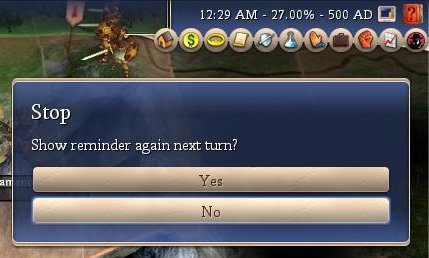 12:29 AM - 27.00% - 500 AD
Stop
Show reminder again next turn?
Yes
No